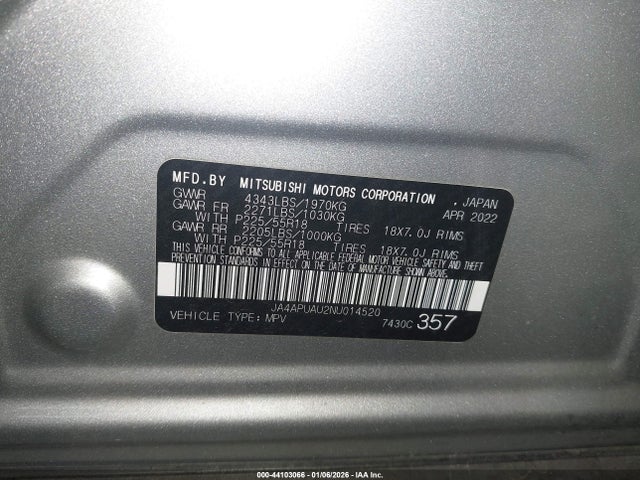 MFD.BY MITSUBISHI MOTORS CORPORATION , JAPAN
GVWR 4343LBS/1970KG APR 2022
GAWR FR 2271LBS/1030KG
WITH P225/55R18 TIRES 18X7.0J RIMS
GAWR RR 2205LBS/1000KG
WITH P225/55R18 TIRES 18X7.0J RIMS
THIS VEHICLE CONFORMS TO ALL APPLICABLE FEDERAL MOTOR VEHICLE SAFETY AND
THEFT PREVENTION STANDARDS IN EFFECT ON THE DATE OF MANUFACTURE SHOWN ABOVE.
JA4APUAU2NU014520
VEHICLE TYPE: MPV 7430C 357
000-44103066 - 01/06/2026 - IAA Inc.